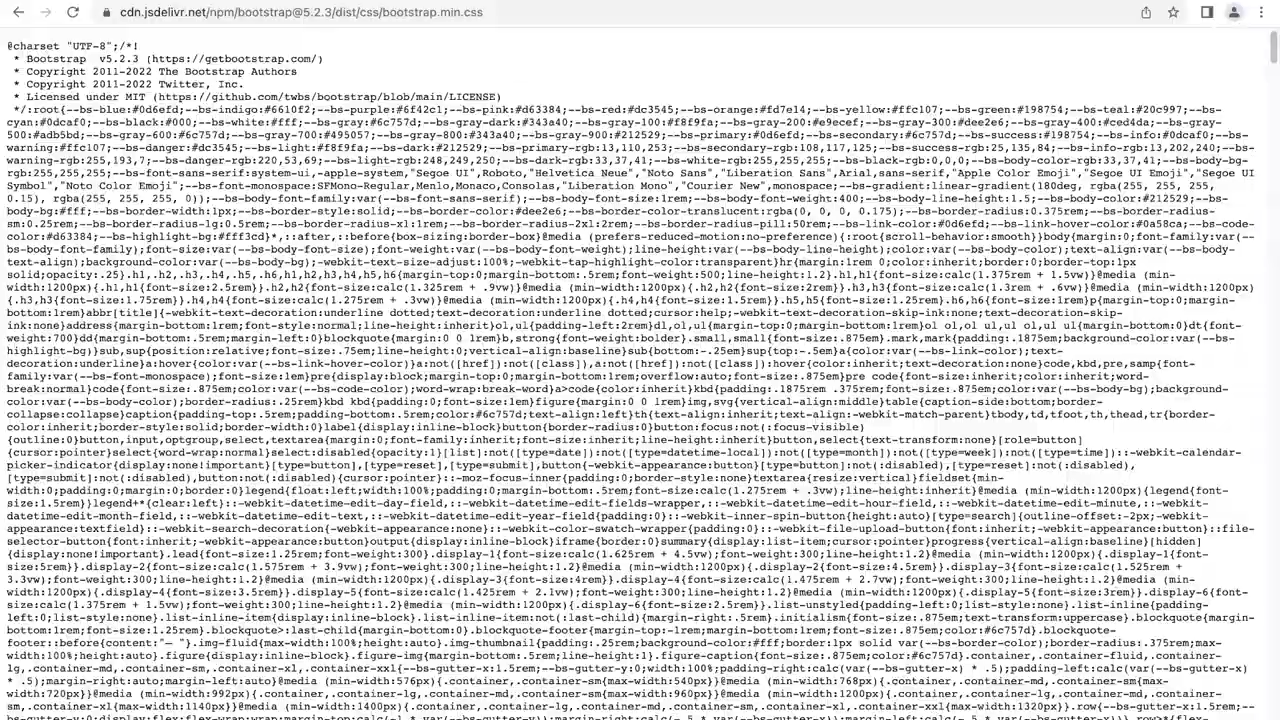 cdn.jsdelivr.net/npm/bootstrap@5.2.3/dist/css/bootstrap.min.css
@charset "UTF-8";/*!
 * Bootstrap  v5.2.3 (https://getbootstrap.com/)
 * Copyright 2011-2022 The Bootstrap Authors
 * Copyright 2011-2022 Twitter, Inc.
 * Licensed under MIT (https://github.com/twbs/bootstrap/blob/main/LICENSE)
 */:root{--bs-blue:#0d6efd;--bs-indigo:#6610f2;--bs-purple:#6f42c1;--bs-pink:#d63384;--bs-red:#dc3545;--bs-orange:#fd7e14;--bs-yellow:#ffc107;--bs-green:#198754;--bs-teal:#20c997;--bs-
cyan:#0dcaf0;--bs-black:#000;--bs-white:#fff;--bs-gray:#6c757d;--bs-gray-dark:#343a40;--bs-gray-100:#f8f9fa;--bs-gray-200:#e9ecef;--bs-gray-300:#dee2e6;--bs-gray-400:#ced4da;--bs-gray-
500:#adb5bd;--bs-gray-600:#6c757d;--bs-gray-700:#495057;--bs-gray-800:#343a40;--bs-gray-900:#212529;--bs-primary:#0d6efd;--bs-secondary:#6c757d;--bs-success:#198754;--bs-info:#0dcaf0;--bs-
warning:#ffc107;--bs-danger:#dc3545;--bs-light:#f8f9fa;--bs-dark:#212529;--bs-primary-rgb:13,110,253;--bs-secondary-rgb:108,117,125;--bs-success-rgb:25,135,84;--bs-info-rgb:13,202,240;--bs-
warning-rgb:255,193,7;--bs-danger-rgb:220,53,69;--bs-light-rgb:248,249,250;--bs-dark-rgb:33,37,41;--bs-white-rgb:255,255,255;--bs-black-rgb:0,0,0;--bs-body-color-rgb:33,37,41;--bs-body-bg-
rgb:255,255,255;--bs-font-sans-serif:system-ui,-apple-system,"Segoe UI",Roboto,"Helvetica Neue","Noto Sans","Liberation Sans",Arial,sans-serif,"Apple Color Emoji","Segoe UI Emoji","Segoe UI
Symbol","Noto Color Emoji";--bs-font-monospace:SFMono-Regular,Menlo,Monaco,Consolas,"Liberation Mono","Courier New",monospace;--bs-gradient:linear-gradient(180deg, rgba(255, 255, 255,
0.15), rgba(255, 255, 255, 0));--bs-body-font-family:var(--bs-font-sans-serif);--bs-body-font-size:1rem;--bs-body-font-weight:400;--bs-body-line-height:1.5;--bs-body-color:#212529;--bs-
body-bg:#fff;--bs-border-width:1px;--bs-border-style:solid;--bs-border-color:#dee2e6;--bs-border-color-translucent:rgba(0, 0, 0, 0.175);--bs-border-radius:0.375rem;--bs-border-radius-
sm:0.25rem;--bs-border-radius-lg:0.5rem;--bs-border-radius-xl:1rem;--bs-border-radius-2xl:2rem;--bs-border-radius-pill:50rem;--bs-link-color:#0d6efd;--bs-link-hover-color:#0a58ca;--bs-code-
color:#d63384;--bs-highlight-bg:#fff3cd}*,::after,::before{box-sizing:border-box}@media (prefers-reduced-motion:no-preference){:root{scroll-behavior:smooth}}body{margin:0;font-family:var(--
bs-body-font-family);font-size:var(--bs-body-font-size);font-weight:var(--bs-body-font-weight);line-height:var(--bs-body-line-height);color:var(--bs-body-color);text-align:var(--bs-body-
text-align);background-color:var(--bs-body-bg);-webkit-text-size-adjust:100%;-webkit-tap-highlight-color:transparent}hr{margin:1rem 0;color:inherit;border:0;border-top:1px
solid;opacity:.25}.h1,.h2,.h3,.h4,.h5,.h6,h1,h2,h3,h4,h5,h6{margin-top:0;margin-bottom:.5rem;font-weight:500;line-height:1.2}.h1,h1{font-size:calc(1.375rem + 1.5vw)}@media (min-
width:1200px){.h1,h1{font-size:2.5rem}}.h2,h2{font-size:calc(1.325rem + .9vw)}@media (min-width:1200px){.h2,h2{font-size:2rem}}.h3,h3{font-size:calc(1.3rem + .6vw)}@media (min-width:1200px)
{.h3,h3{font-size:1.75rem}}.h4,h4{font-size:calc(1.275rem + .3vw)}@media (min-width:1200px){.h4,h4{font-size:1.5rem}}.h5,h5{font-size:1.25rem}.h6,h6{font-size:1rem}p{margin-top:0;margin-
bottom:1rem}abbr[title]{-webkit-text-decoration:underline dotted;text-decoration:underline dotted;cursor:help;-webkit-text-decoration-skip-ink:none;text-decoration-skip-
ink:none}address{margin-bottom:1rem;font-style:normal;line-height:inherit}ol,ul{padding-left:2rem}dl,ol,ul{margin-top:0;margin-bottom:1rem}ol ol,ol ul,ul ol,ul ul{margin-bottom:0}dt{font-
weight:700}dd{margin-bottom:.5rem;margin-left:0}blockquote{margin:0 0 1rem}b,strong{font-weight:bolder}.small,small{font-size:.875em}.mark,mark{padding:.1875em;background-color:var(--bs-
highlight-bg)}sub,sup{position:relative;font-size:.75em;line-height:0;vertical-align:baseline}sub{bottom:-.25em}sup{top:-.5em}a{color:var(--bs-link-color);text-
decoration:underline}a:hover{color:var(--bs-link-hover-color)}a:not([href]):not([class]),a:not([href]):not([class]):hover{color:inherit;text-decoration:none}code,kbd,pre,samp{font-
family:var(--bs-font-monospace);font-size:1em}pre{display:block;margin-top:0;margin-bottom:1rem;overflow:auto;font-size:.875em}pre code{font-size:inherit;color:inherit;word-
break:normal}code{font-size:.875em;color:var(--bs-code-color);word-wrap:break-word}a>code{color:inherit}kbd{padding:.1875rem .375rem;font-size:.875em;color:var(--bs-body-bg);background-
color:var(--bs-body-color);border-radius:.25rem}kbd kbd{padding:0;font-size:1em}figure{margin:0 0 1rem}img,svg{vertical-align:middle}table{caption-side:bottom;border-
collapse:collapse}caption{padding-top:.5rem;padding-bottom:.5rem;color:#6c757d;text-align:left}th{text-align:inherit;text-align:-webkit-match-parent}tbody,td,tfoot,th,thead,tr{border-
color:inherit;border-style:solid;border-width:0}label{display:inline-block}button{border-radius:0}button:focus:not(:focus-visible)
{outline:0}button,input,optgroup,select,textarea{margin:0;font-family:inherit;font-size:inherit;line-height:inherit}button,select{text-transform:none}[role=button]
{cursor:pointer}select{word-wrap:normal}select:disabled{opacity:1}[list]:not([type=date]):not([type=datetime-local]):not([type=month]):not([type=week]):not([type=time])::-webkit-calendar-
picker-indicator{display:none!important}[type=button],[type=reset],[type=submit],button{-webkit-appearance:button}[type=button]:not(:disabled),[type=reset]:not(:disabled),
[type=submit]:not(:disabled),button:not(:disabled){cursor:pointer}::-moz-focus-inner{padding:0;border-style:none}textarea{resize:vertical}fieldset{min-
width:0;padding:0;margin:0;border:0}legend{float:left;width:100%;padding:0;margin-bottom:.5rem;font-size:calc(1.275rem + .3vw);line-height:inherit}@media (min-width:1200px){legend{font-
size:1.5rem}}legend+*{clear:left}::-webkit-datetime-edit-day-field,::-webkit-datetime-edit-fields-wrapper,::-webkit-datetime-edit-hour-field,::-webkit-datetime-edit-minute,::-webkit-
datetime-edit-month-field,::-webkit-datetime-edit-text,::-webkit-datetime-edit-year-field{padding:0}::-webkit-inner-spin-button{height:auto}[type=search]{outline-offset:-2px;-webkit-
appearance:textfield}::-webkit-search-decoration{-webkit-appearance:none}::-webkit-color-swatch-wrapper{padding:0}::-webkit-file-upload-button{font:inherit;-webkit-appearance:button}::file-
selector-button{font:inherit;-webkit-appearance:button}output{display:inline-block}iframe{border:0}summary{display:list-item;cursor:pointer}progress{vertical-align:baseline}[hidden]
{display:none!important}.lead{font-size:1.25rem;font-weight:300}.display-1{font-size:calc(1.625rem + 4.5vw);font-weight:300;line-height:1.2}@media (min-width:1200px){.display-1{font-
size:5rem}}.display-2{font-size:calc(1.575rem + 3.9vw);font-weight:300;line-height:1.2}@media (min-width:1200px){.display-2{font-size:4.5rem}}.display-3{font-size:calc(1.525rem +
3.3vw);font-weight:300;line-height:1.2}@media (min-width:1200px){.display-3{font-size:4rem}}.display-4{font-size:calc(1.475rem + 2.7vw);font-weight:300;line-height:1.2}@media (min-
width:1200px){.display-4{font-size:3.5rem}}.display-5{font-size:calc(1.425rem + 2.1vw);font-weight:300;line-height:1.2}@media (min-width:1200px){.display-5{font-size:3rem}}.display-6{font-
size:calc(1.375rem + 1.5vw);font-weight:300;line-height:1.2}@media (min-width:1200px){.display-6{font-size:2.5rem}}.list-unstyled{padding-left:0;list-style:none}.list-inline{padding-
left:0;list-style:none}.list-inline-item{display:inline-block}.list-inline-item:not(:last-child){margin-right:.5rem}.initialism{font-size:.875em;text-transform:uppercase}.blockquote{margin-
bottom:1rem;font-size:1.25rem}.blockquote>:last-child{margin-bottom:0}.blockquote-footer{margin-top:-1rem;margin-bottom:1rem;font-size:.875em;color:#6c757d}.blockquote-
footer::before{content:"— "}.img-fluid{max-width:100%;height:auto}.img-thumbnail{padding:.25rem;background-color:#fff;border:1px solid var(--bs-border-color);border-radius:.375rem;max-
width:100%;height:auto}.figure{display:inline-block}.figure-img{margin-bottom:.5rem;line-height:1}.figure-caption{font-size:.875em;color:#6c757d}.container,.container-fluid,.container-
lg,.container-md,.container-sm,.container-xl,.container-xxl{--bs-gutter-x:1.5rem;--bs-gutter-y:0;width:100%;padding-right:calc(var(--bs-gutter-x) * .5);padding-left:calc(var(--bs-gutter-x)
* .5);margin-right:auto;margin-left:auto}@media (min-width:576px){.container,.container-sm{max-width:540px}}@media (min-width:768px){.container,.container-md,.container-sm{max-
width:720px}}@media (min-width:992px){.container,.container-lg,.container-md,.container-sm{max-width:960px}}@media (min-width:1200px){.container,.container-lg,.container-md,.container-
sm,.container-xl{max-width:1140px}}@media (min-width:1400px){.container,.container-lg,.container-md,.container-sm,.container-xl,.container-xxl{max-width:1320px}}.row{--bs-gutter-x:1.5rem;--